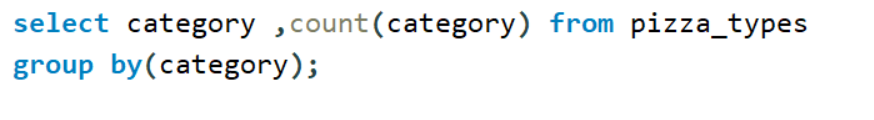 select category ,count(category) from pizza_types
group by(category);